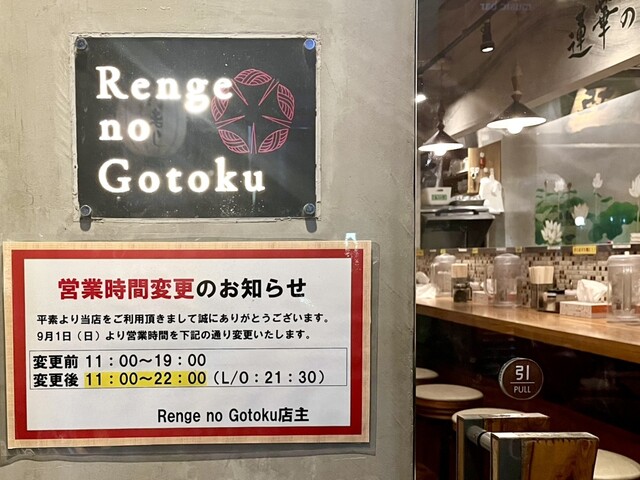 Renge
no
Gotoku
営業時間変更のお知らせ
平素より当店をご利用頂きまして誠にありがとうございます。
9月1日（日）より営業時間を下記の通り変更いたします。
変更前 11：00～19：00
変更後 11：00～22：00（L/O：21：30）
Renge no Gotoku店主
蓮華の
引
PULL